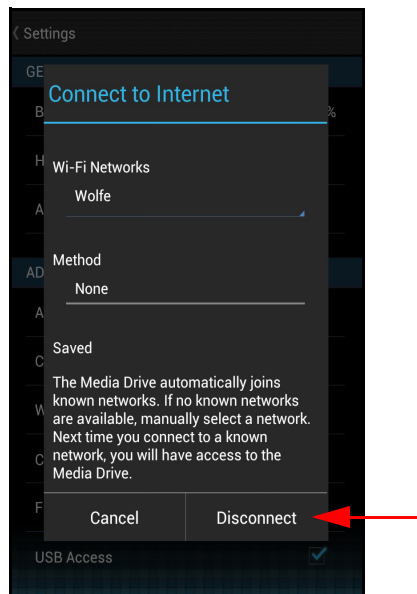 Settings
GE
Connect to Internet
B %
H
Wi-Fi Networks
Wolfe
A
AD
Method
None
A
Saved
C
The Media Drive automatically joins
known networks. If no known networks
are available, manually select a network.
Next time you connect to a known
network, you will have access to the
Media Drive.
W
C
F
Cancel Disconnect
USB Access